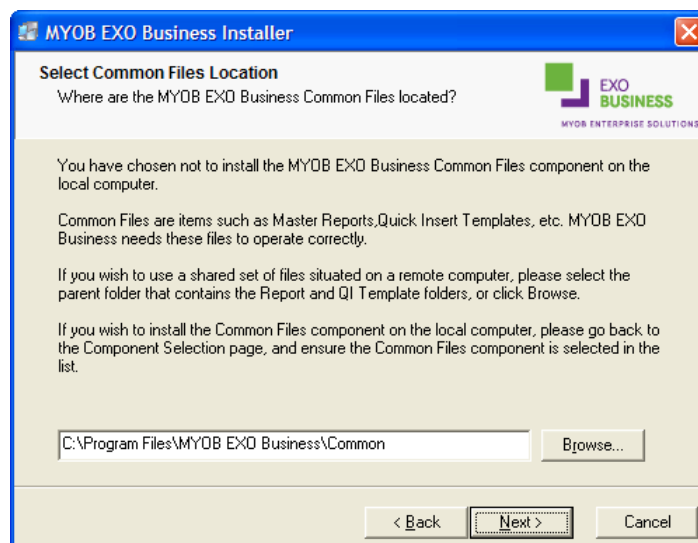 MYOB EXO Business Installer
Select Common Files Location
Where are the MYOB EXO Business Common Files located?
EXO
BUSINESS
MYOB ENTERPRISE SOLUTIONS
You have chosen not to install the MYOB EXO Business Common Files component on the
local computer.
Common Files are items such as Master Reports,Quick Insert Templates, etc. MYOB EXO
Business needs these files to operate correctly.
If you wish to use a shared set of files situated on a remote computer, please select the
parent folder that contains the Report and QI Template folders, or click Browse.
If you wish to install the Common Files component on the local computer, please go back to
the Component Selection page, and ensure the Common Files component is selected in the
list.
C:\Program Files\MYOB EXO Business\Common
Browse...
< Back
Next >
Cancel